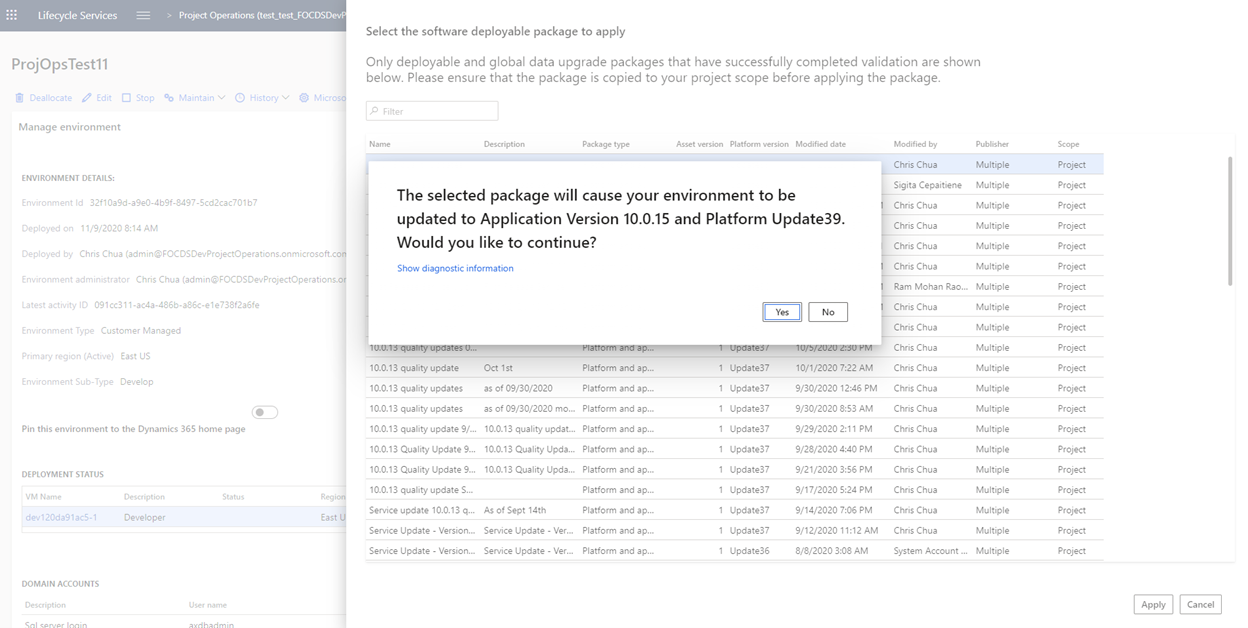 Lifecycle Services > Project Operations (test_test_FOCDSDevP
ProjOpsTest11
Deallocate Edit Stop Maintain History Microso
Manage environment
ENVIRONMENT DETAILS:
Environment Id 32f10a9d-a9e0-4b9f-8497-5cd2cac701b7
Deployed on 11/9/2020 8:14 AM
Deployed by Chris Chua (admin@FOCDSDevProjectOperations.onmicrosoft.con
Environment administrator Chris Chua (admin@FOCDSDevProjectOperations.or
Latest activity ID 091cc311-ac4a-486b-a86c-e1e738f2a6fe
Environment Type Customer Managed
Primary region (Active) East US
Environment Sub-Type Develop
Pin this environment to the Dynamics 365 home page
DEPLOYMENT STATUS
VM Name Description Status Region
dev120da91ac5-1 Developer East U
DOMAIN ACCOUNTS
Description User name
Sql server login axdbadmin
Select the software deployable package to apply
Only deployable and global data upgrade packages that have successfully completed validation are shown
below. Please ensure that the package is copied to your project scope before applying the package.
Filter
Name Description Package type Asset version Platform version Modified date Modified by Publisher Scope
Chris Chua Multiple Project
Sigita Cepaitiene Multiple Project
Chris Chua Multiple Project
Chris Chua Multiple Project
Chris Chua Multiple Project
Chris Chua Multiple Project
Ram Mohan Rao... Multiple Project
Chris Chua Multiple Project
Chris Chua Multiple Project
The selected package will cause your environment to be
updated to Application Version 10.0.15 and Platform Update39.
Would you like to continue?
Show diagnostic information
Yes No
10.0.13 quality updates 0... Platform and ap... 1 Update37 10/5/2020 2:30 PM Chris Chua Multiple Project
10.0.13 quality update Oct 1st Platform and ap... 1 Update37 10/1/2020 7:22 AM Chris Chua Multiple Project
10.0.13 quality updates as of 09/30/2020 Platform and ap... 1 Update37 9/30/2020 12:46 PM Chris Chua Multiple Project
10.0.13 quality updates as of 09/30/2020 mo... Platform and ap... 1 Update37 9/30/2020 8:53 AM Chris Chua Multiple Project
10.0.13 quality update 9/... 10.0.13 quality updat... Platform and ap... 1 Update37 9/29/2020 2:11 PM Chris Chua Multiple Project
10.0.13 Quality Update 9... 10.0.13 Quality Upda... Platform and ap... 1 Update37 9/28/2020 4:40 PM Chris Chua Multiple Project
10.0.13 Quality Update 9... 10.0.13 Quality Upda... Platform and ap... 1 Update37 9/21/2020 3:56 PM Chris Chua Multiple Project
10.0.13 quality update S... Platform and ap... 1 Update37 9/17/2020 5:24 PM Chris Chua Multiple Project
Service update 10.0.13 q... As of Sept 14th Platform and ap... 1 Update37 9/14/2020 7:06 PM Chris Chua Multiple Project
Service Update - Version... Service Update - Ver... Platform and ap... 1 Update37 9/12/2020 11:12 AM Chris Chua Multiple Project
Service Update - Version... Service Update - Ver... Platform and ap... 1 Update36 8/8/2020 3:08 AM System Account ... Multiple Project
Apply Cancel